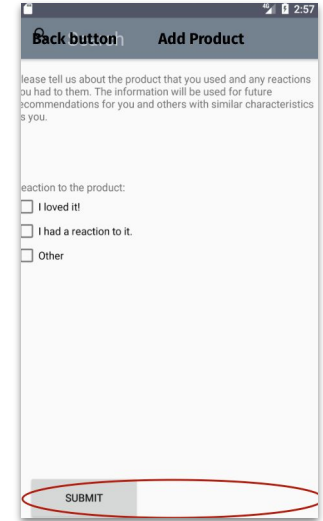 4G 2:57
Back button Add Product
lease tell us about the product that you used and any reactions
ou had to them. The information will be used for future
ecommendations for you and others with similar characteristics
s you.
eaction to the product:
I loved it!
I had a reaction to it.
Other
SUBMIT